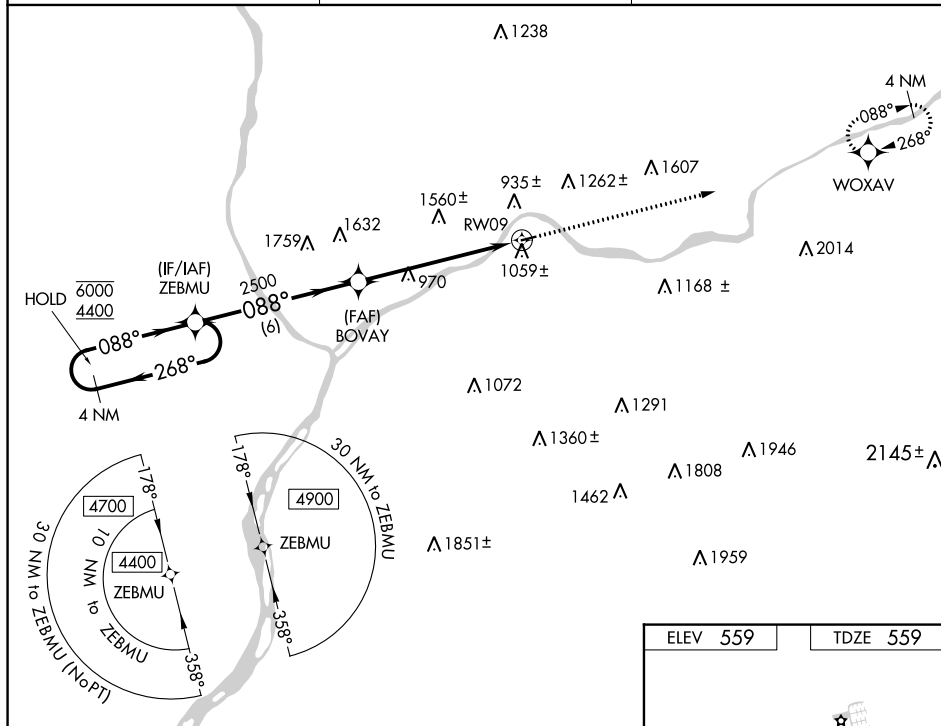 1238
4 NM
088°
268°
WOXAV
1607
1262±
935±
1560±
RW09
1632
1759
2014
1059±
(IF/IAF)
ZEBMU
2500
088°
(6)
970
1168 ±
HOLD
6000
4400
(FAF)
BOVAY
088°
268°
4 NM
1072
1291
1360±
1946
2145±
1808
1462
1851±
1959
178°
4700
10 NM to ZEBMU
4400
ZEBMU
30 NM to ZEBMU (NoPT)
358°
178°
30 NM to ZEBMU
4900
ZEBMU
358°
ELEV 559
TDZE 559